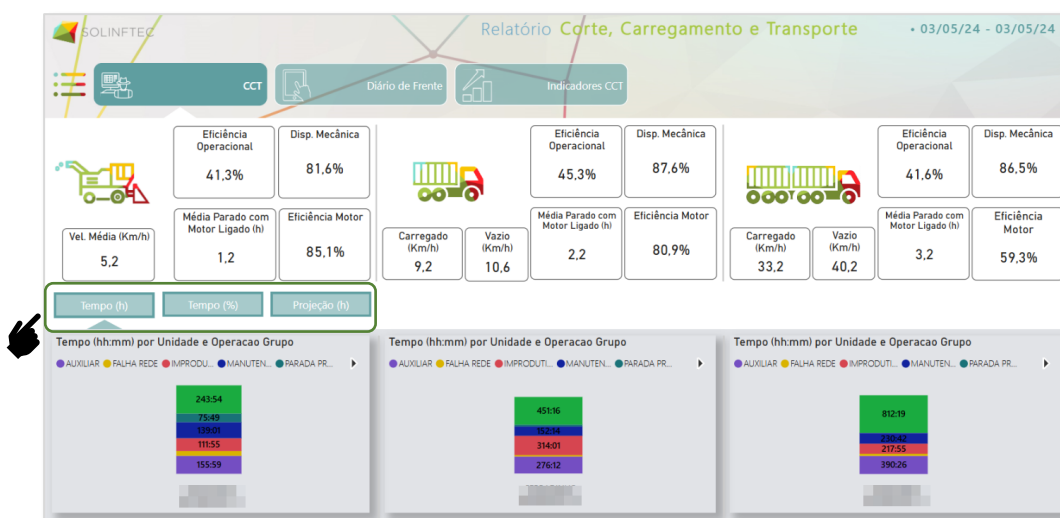 SOLINFTEC
Relatório Corte, Carregamento e Transporte
• 03/05/24 - 03/05/24
CCT
Diário de Frente
Indicadores CCT
Eficiência
Operacional
41,3%
Disp. Mecânica
81,6%
Vel. Média (Km/h)
5,2
Média Parado com
Motor Ligado (h)
1,2
Eficiência Motor
85,1%
Eficiência
Operacional
45,3%
Disp. Mecânica
87,6%
Carregado
(Km/h)
9,2
Vazio
(Km/h)
10,6
Média Parado com
Motor Ligado (h)
2,2
Eficiência Motor
80,9%
Eficiência
Operacional
41,6%
Disp. Mecânica
86,5%
Carregado
(Km/h)
33,2
Vazio
(Km/h)
40,2
Média Parado com
Motor Ligado (h)
3,2
Eficiência
Motor
59,3%
Tempo (h)
Tempo (%)
Projeção (h)
Tempo (hh:mm) por Unidade e Operacao Grupo
AUXILIAR FALHA REDE IMPRODU... MANUTEN... PARADA PR...
243:54
75:49
139:01
111:55
155:59
Tempo (hh:mm) por Unidade e Operacao Grupo
AUXILIAR FALHA REDE IMPRODUTI... MANUTEN... PARADA PR...
451:16
152:14
314:01
276:12
Tempo (hh:mm) por Unidade e Operacao Grupo
AUXILIAR FALHA REDE IMPRODUTI... MANUTEN... PARADA PR...
812:19
230:42
217:55
390:26